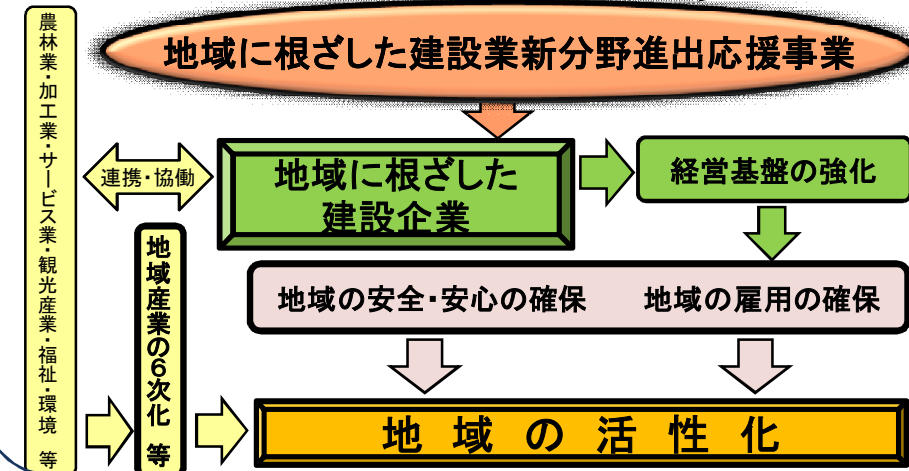 地域に根ざした建設業新分野進出応援事業
農林業・加工業・サービス業・観光産業・福祉・環境 等
連携・協働
地域に根ざした
建設企業
経営基盤の強化
地域の安全・安心の確保 地域の雇用の確保
地域産業の6次化 等
地域の活性化